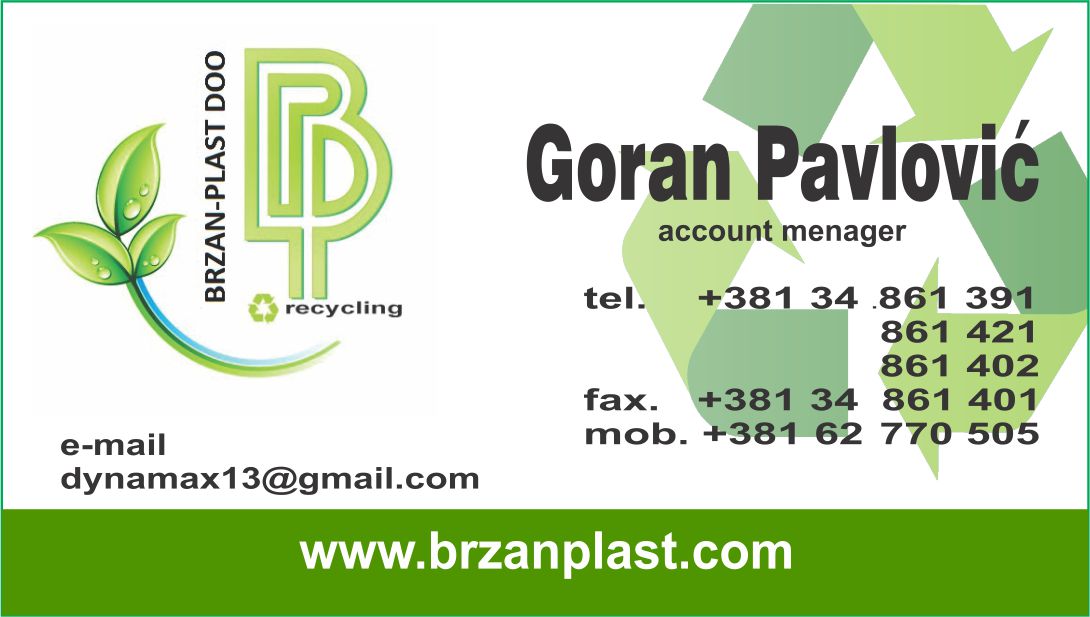 BRZAN-PLAST DOO
recycling
Goran Pavlović
account menager
tel. +381 34 .861 391
861 421
861 402
fax. +381 34 861 401
mob. +381 62 770 505
e-mail
dynamax13@gmail.com
www.brzanplast.com